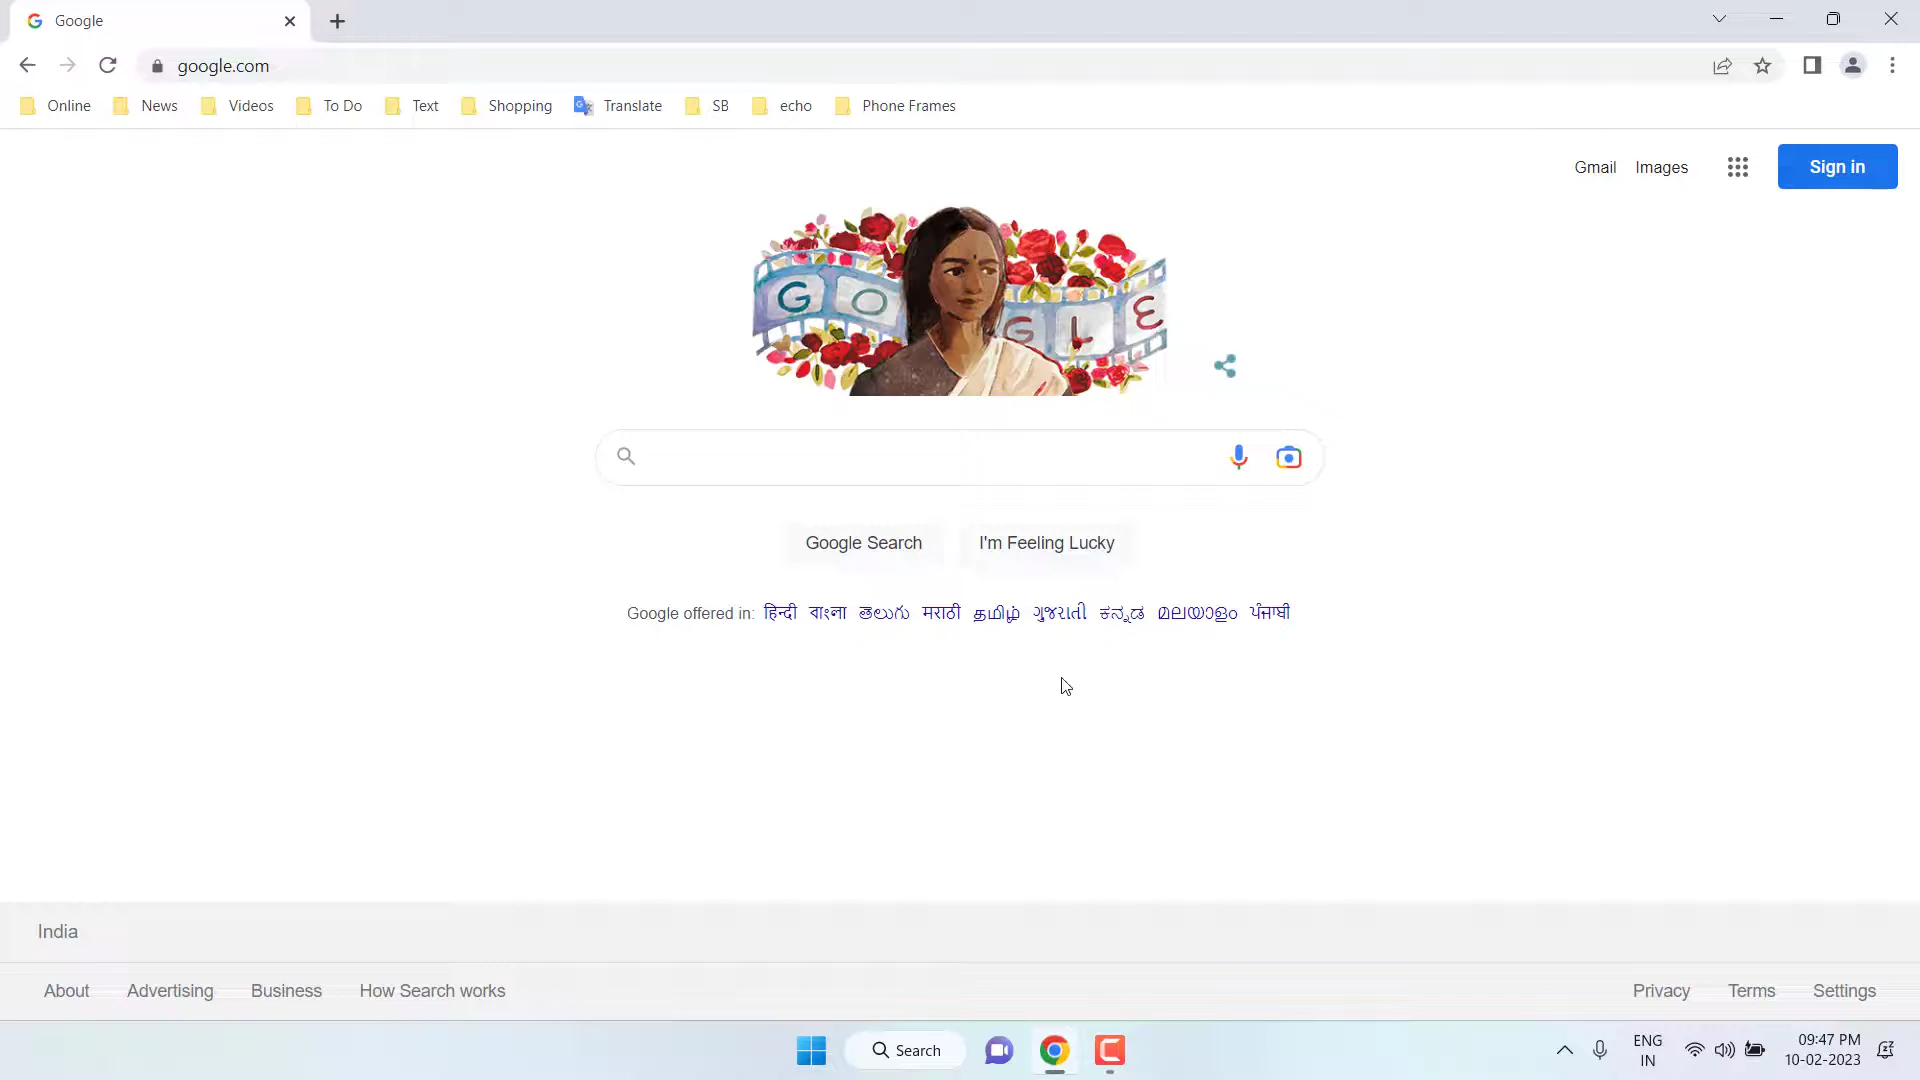 Google
google.com
Online News Videos To Do Text Shopping Translate SB echo Phone Frames
Gmail Images Sign in
G O G L E
Google Search I'm Feeling Lucky
Google offered in: हिन्दी বাংলা తెలుగు मराठी தமிழ் ગુજરાતી ಕನ್ನಡ മലയാളം ਪੰਜਾਬੀ
India
About Advertising Business How Search works Privacy Terms Settings
Search ENG 09:47 PM
IN 10-02-2023